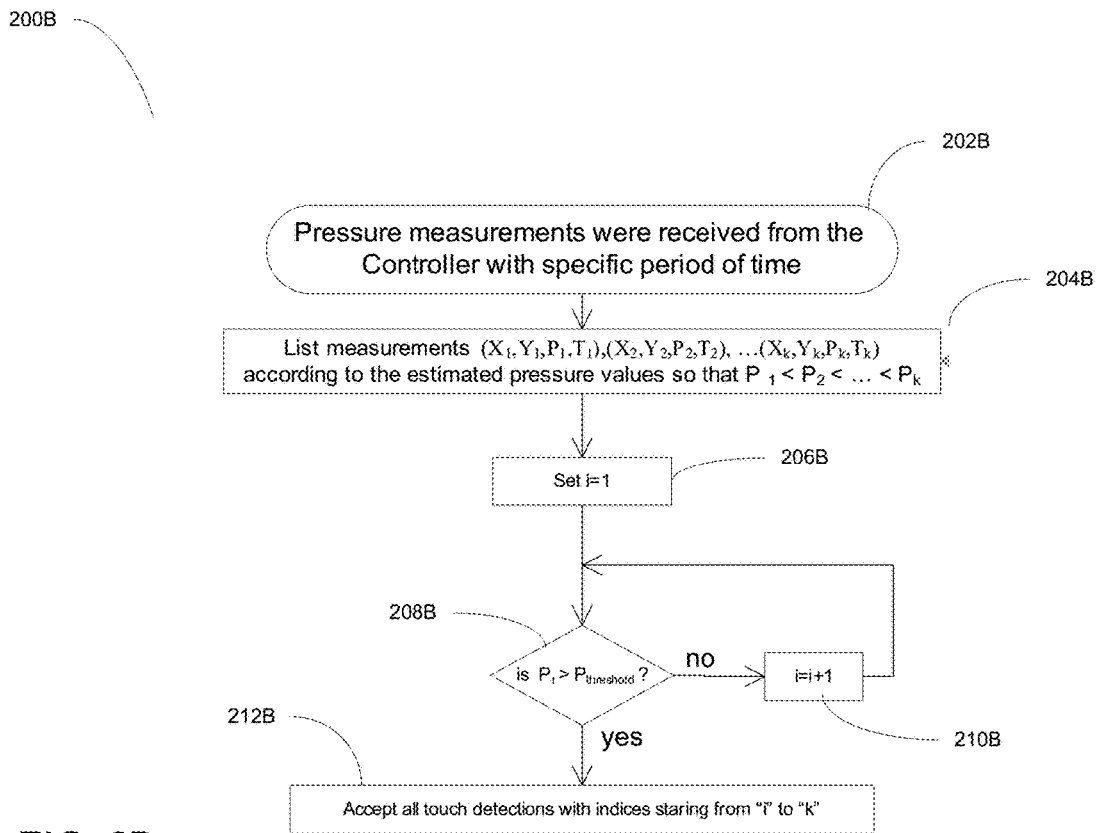 200B
202B
Pressure measurements were received from the
Controller with specific period of time
204B
List measurements (X₁,Y₁,P₁,T₁),(X₂,Y₂,P₂,T₂), …(Xₖ,Yₖ,Pₖ,Tₖ)
according to the estimated pressure values so that P ₁ < P₂ < … < Pₖ
206B
Set i=1
208B
is Pᵢ > Pthreshold ?
no
i=i+1
210B
yes
212B
Accept all touch detections with indices staring from "i" to "k"